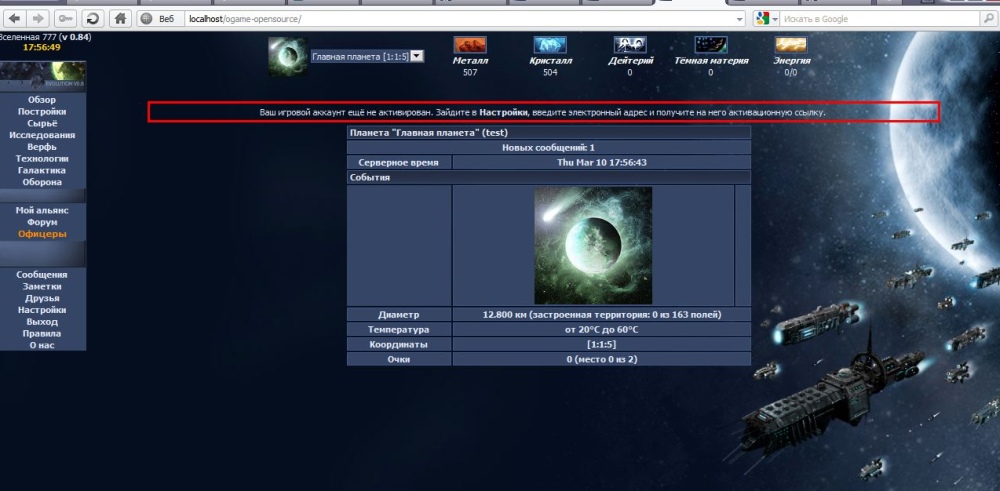 Веб
localhost/ogame-opensource/
Искать в Google
Вселенная 777 (v 0.84)
17:56:49
EVOLUTION V0.8
Обзор
Постройки
Сырьё
Исследования
Верфь
Технологии
Галактика
Оборона
Мой альянс
Форум
Офицеры
Сообщения
Заметки
Друзья
Настройки
Выход
Правила
О нас
Главная планета [1:1:5]
Металл
507
Кристалл
504
Дейтерий
0
Тёмная материя
0
Энергия
0/0
Ваш игровой аккаунт ещё не активирован. Зайдите в Настройки, введите электронный адрес и получите на него активационную ссылку.
Планета "Главная планета" (test)
Новых сообщений: 1
Серверное время Thu Mar 10 17:56:43
События
Диаметр 12.800 км (застроенная территория: 0 из 163 полей)
Температура от 20°C до 60°C
Координаты [1:1:5]
Очки 0 (место 0 из 2)